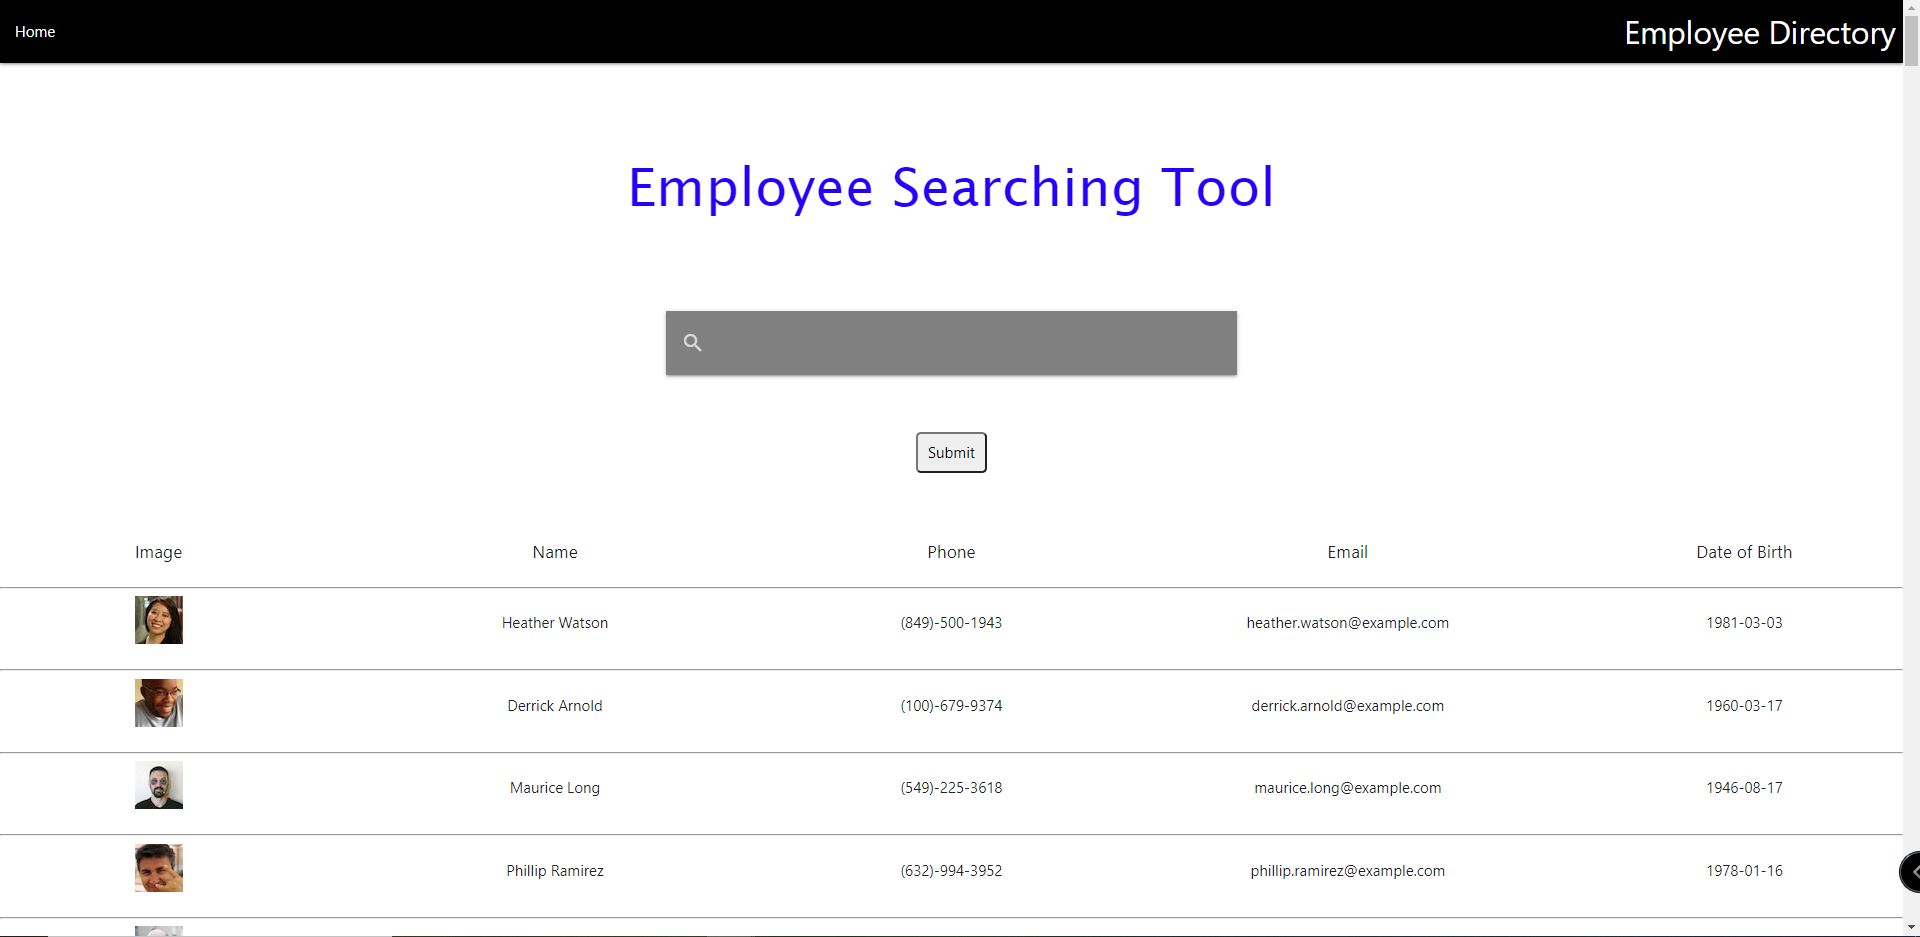 Home
Employee Directory
Employee Searching Tool
Submit
Image Name Phone Email Date of Birth
Heather Watson (849)-500-1943 heather.watson@example.com 1981-03-03
Derrick Arnold (100)-679-9374 derrick.arnold@example.com 1960-03-17
Maurice Long (549)-225-3618 maurice.long@example.com 1946-08-17
Phillip Ramirez (632)-994-3952 phillip.ramirez@example.com 1978-01-16